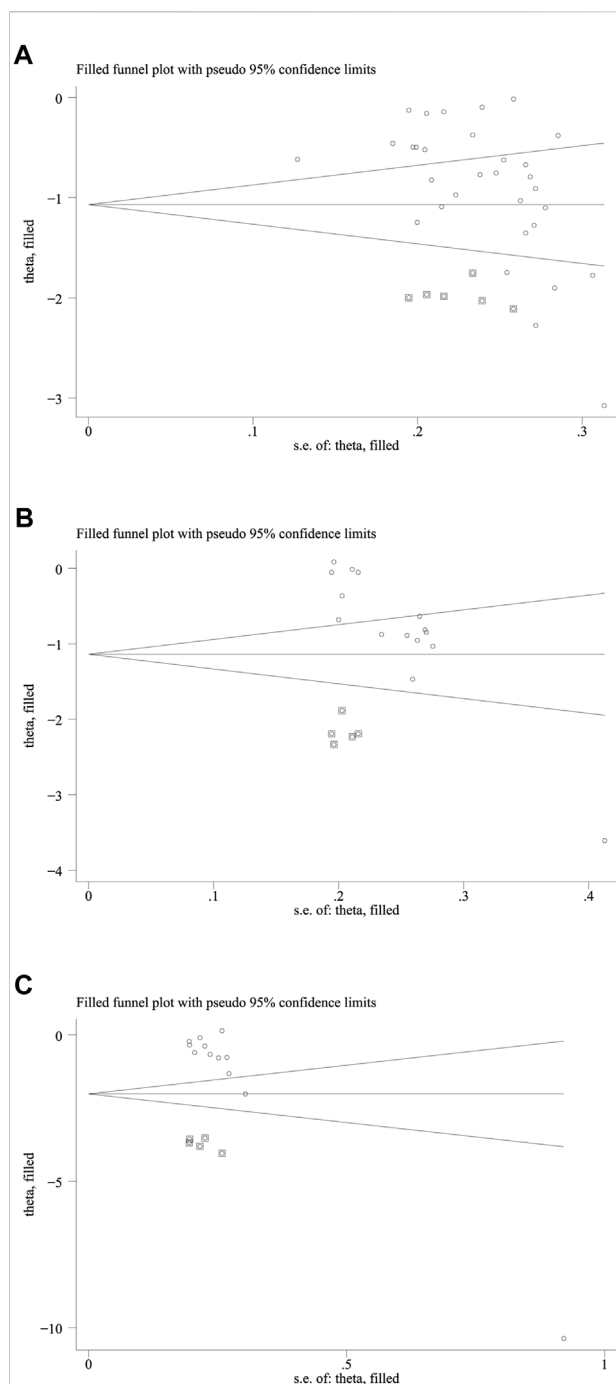 A
Filled funnel plot with pseudo 95% confidence limits
0
−1
−2
−3
theta, filled
0 .1 .2 .3
s.e. of: theta, filled
B
Filled funnel plot with pseudo 95% confidence limits
0
−1
−2
−3
−4
theta, filled
0 .1 .2 .3 .4
s.e. of: theta, filled
C
Filled funnel plot with pseudo 95% confidence limits
0
−5
−10
theta, filled
0 .5 1
s.e. of: theta, filled